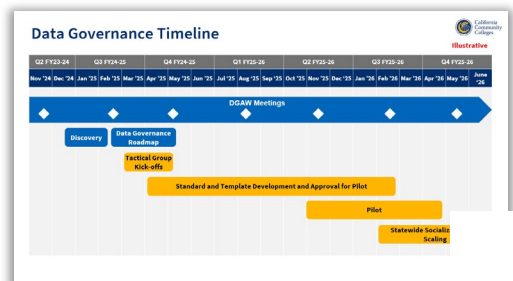 Data Governance Timeline
California
Community
Colleges
Illustrative
Q2 FY23-24 Q3 FY24-25 Q4 FY24-25 Q1 FY25-26 Q2 FY25-26 Q3 FY25-26 Q4 FY25-26
Nov '24 Dec '24 Jan '25 Feb '25 Mar '25 Apr '25 May '25 Jun '25 Jul '25 Aug '25 Sep '25 Oct '25 Nov '25 Dec '25 Jan '26 Feb '26 Mar '26 Apr '26 May '26 June
'26
DGAW Meetings
Discovery
Data Governance
Roadmap
Tactical Group
Kick-offs
Standard and Template Development and Approval for Pilot
Pilot
Statewide
Scaling